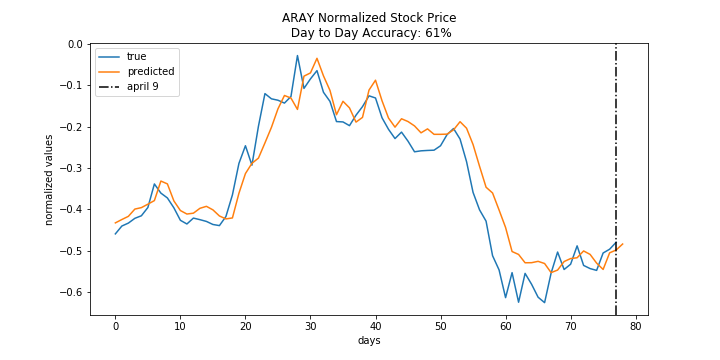 ARAY Normalized Stock Price
Day to Day Accuracy: 61%
true
predicted
april 9
normalized values
0.0
−0.1
−0.2
−0.3
−0.4
−0.5
−0.6
0 10 20 30 40 50 60 70 80
days